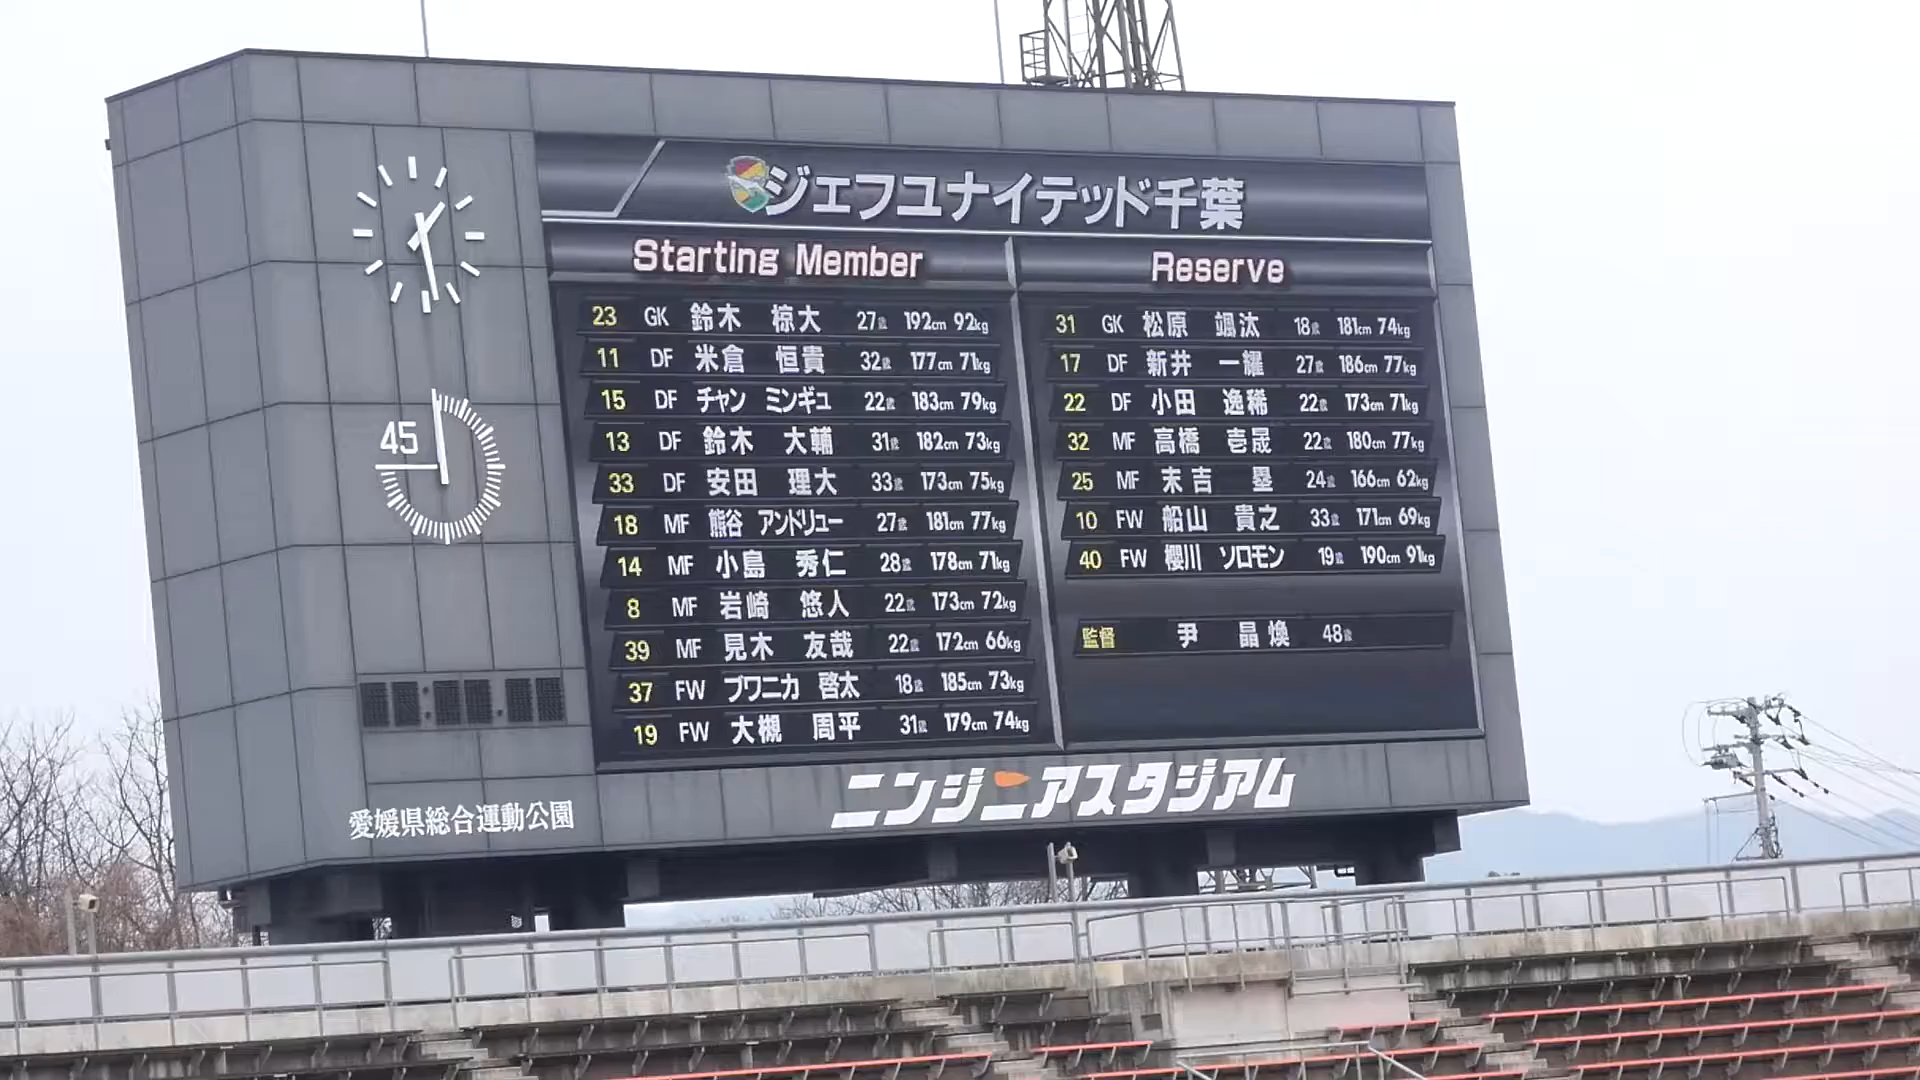 ジェフユナイテッド千葉
Starting Member
23 GK 鈴木 椋大 27歳 192cm 92kg
11 DF 米倉 恒貴 32歳 177cm 71kg
15 DF チャン ミンギュ 22歳 183cm 79kg
13 DF 鈴木 大輔 31歳 182cm 73kg
33 DF 安田 理大 33歳 173cm 75kg
18 MF 熊谷 アンドリュー 27歳 181cm 77kg
14 MF 小島 秀仁 28歳 178cm 71kg
8 MF 岩崎 悠人 22歳 173cm 72kg
39 MF 見木 友哉 22歳 172cm 66kg
37 FW ブワニカ 啓太 18歳 185cm 73kg
19 FW 大槻 周平 31歳 179cm 74kg
Reserve
31 GK 松原 颯汰 18歳 181cm 74kg
17 DF 新井 一耀 27歳 186cm 77kg
22 DF 小田 逸稀 22歳 173cm 71kg
32 MF 高橋 壱晟 22歳 180cm 77kg
25 MF 末吉 塁 24歳 166cm 62kg
10 FW 船山 貴之 33歳 171cm 69kg
40 FW 櫻川 ソロモン 19歳 190cm 91kg
監督 尹 晶煥 48歳
45
愛媛県総合運動公園
ニンジニアスタジアム